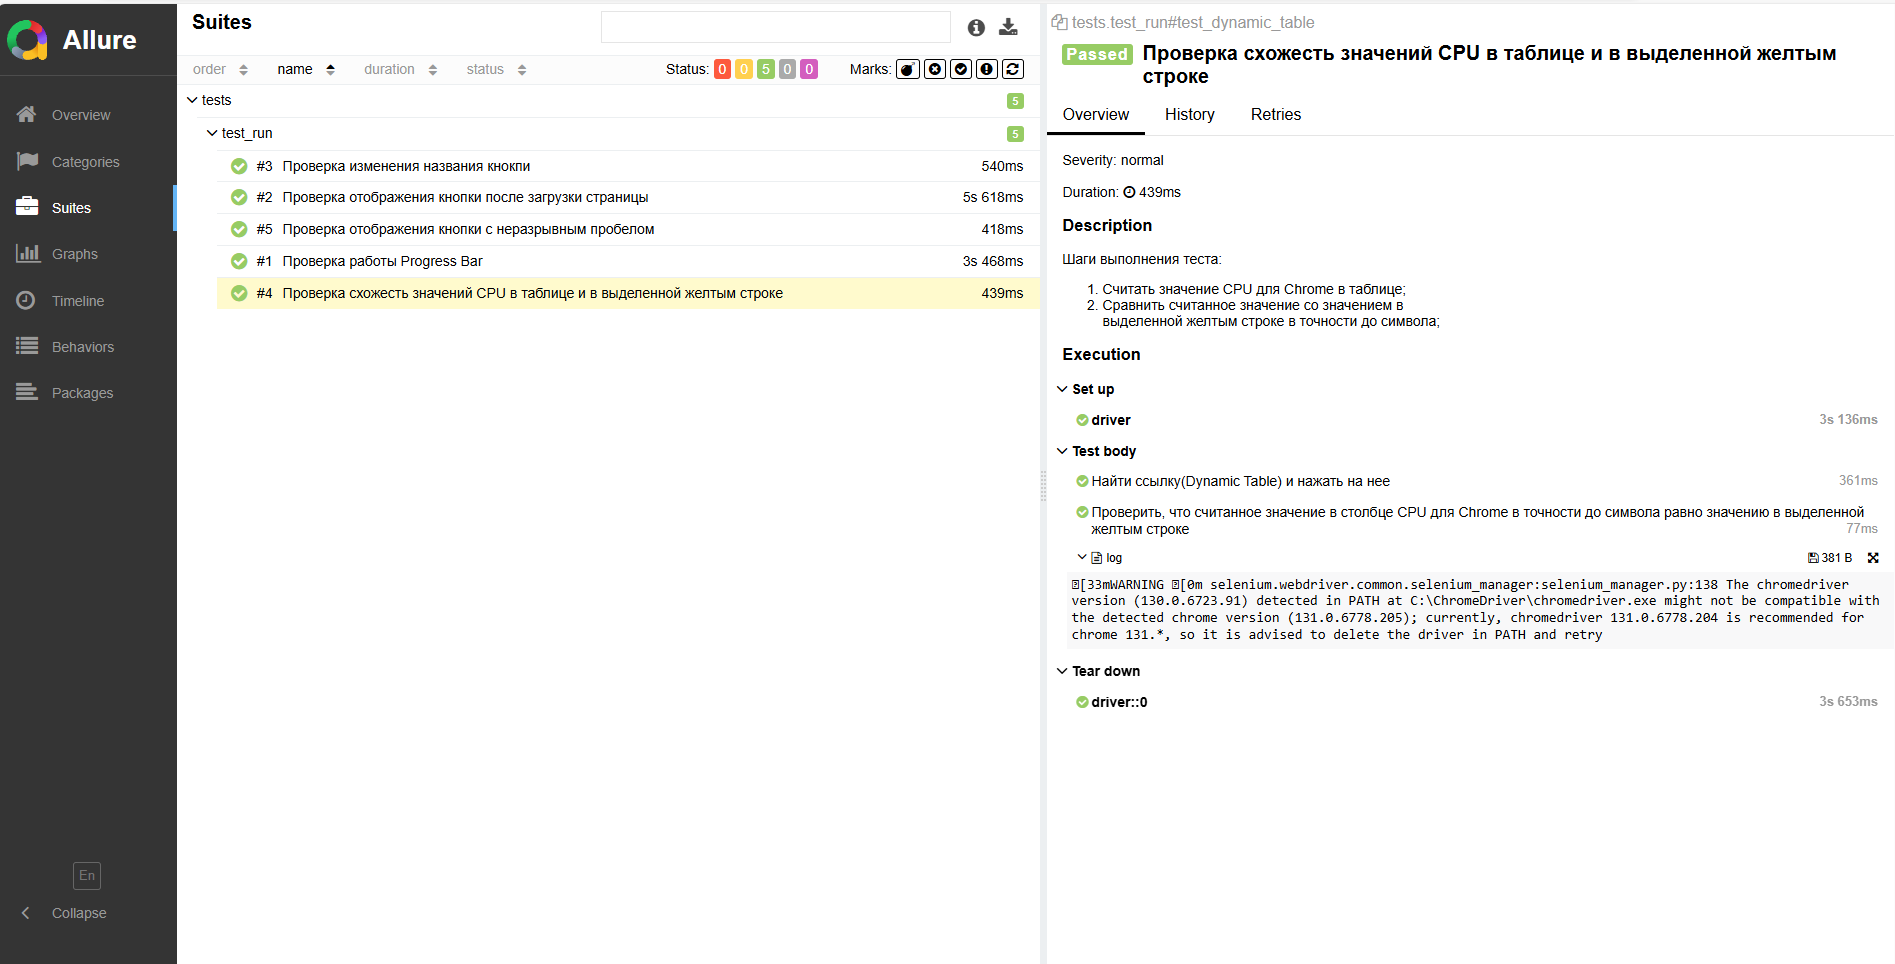 Allure
Overview
Categories
Suites
Graphs
Timeline
Behaviors
Packages
En
Collapse
Suites
order name duration status Status: 0 0 5 0 0 Marks:
tests 5
test_run 5
#3 Проверка изменения названия кнокпи 540ms
#2 Проверка отображения кнопки после загрузки страницы 5s 618ms
#5 Проверка отображения кнопки с неразрывным пробелом 418ms
#1 Проверка работы Progress Bar 3s 468ms
#4 Проверка схожесть значений CPU в таблице и в выделенной желтым строке 439ms
tests.test_run#test_dynamic_table
Passed Проверка схожесть значений CPU в таблице и в выделенной желтым
строке
Overview History Retries
Severity: normal
Duration: 439ms
Description
Шаги выполнения теста:
1. Считать значение CPU для Chrome в таблице;
2. Сравнить считанное значение со значением в
выделенной желтым строке в точности до символа;
Execution
Set up
driver 3s 136ms
Test body
Найти ссылку(Dynamic Table) и нажать на нее 361ms
Проверить, что считанное значение в столбце CPU для Chrome в точности до символа равно значению в выделенной
желтым строке 77ms
log 381 B
[33mWARNING [0m selenium.webdriver.common.selenium_manager:selenium_manager.py:138 The chromedriver
version (130.0.6723.91) detected in PATH at C:\ChromeDriver\chromedriver.exe might not be compatible with
the detected chrome version (131.0.6778.205); currently, chromedriver 131.0.6778.204 is recommended for
chrome 131.*, so it is advised to delete the driver in PATH and retry
Tear down
driver::0 3s 653ms